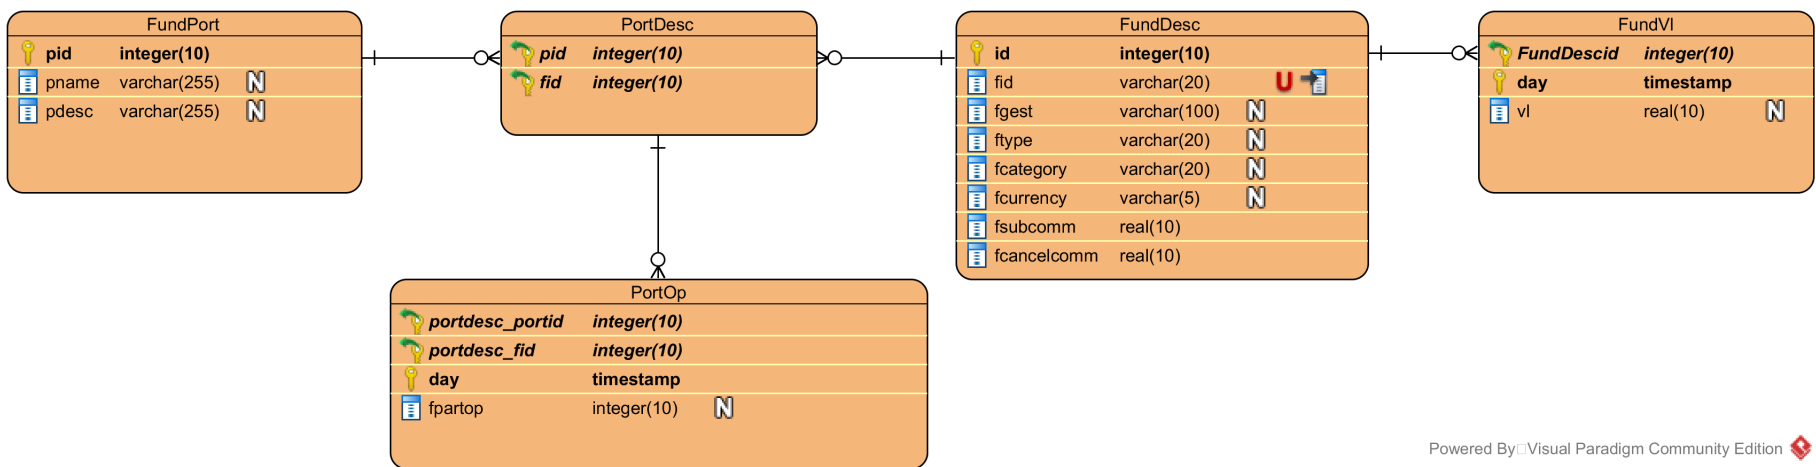 FundPort
pid integer(10)
pname varchar(255) N
pdesc varchar(255) N
PortDesc
pid integer(10)
fid integer(10)
FundDesc
id integer(10)
fid varchar(20) U
fgest varchar(100) N
ftype varchar(20) N
fcategory varchar(20) N
fcurrency varchar(5) N
fsubcomm real(10)
fcancelcomm real(10)
FundVl
FundDescid integer(10)
day timestamp
vl real(10) N
PortOp
portdesc_portid integer(10)
portdesc_fid integer(10)
day timestamp
fpartop integer(10) N
Powered By□Visual Paradigm Community Edition